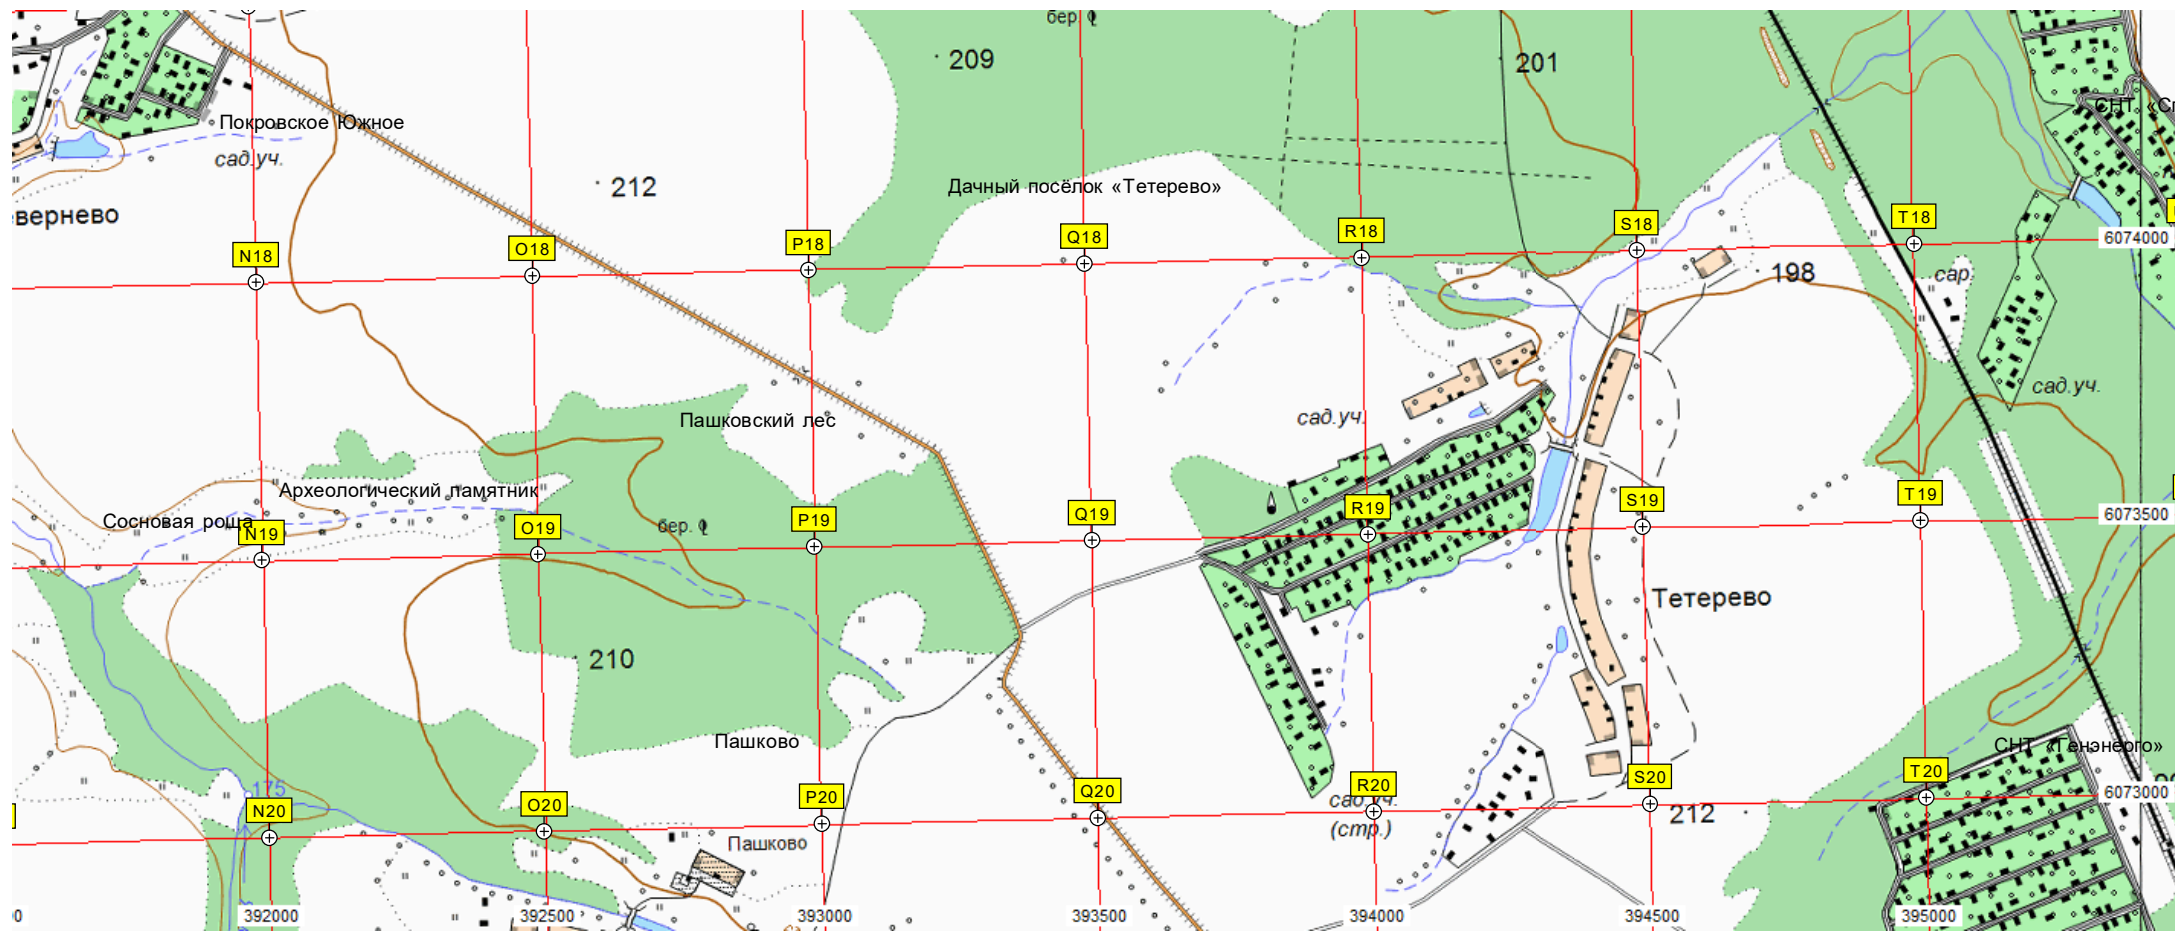 бер.
209
201
Покровское Южное
сад.уч.
СНТ
212
Дачный посёлок «Тетерево»
вернево
N18
O18
P18
Q18
R18
S18
T18
6074000
198
сар.
сад.уч.
Пашковский лес
сад.уч.
Археологический памятник
Сосновая роща
N19
O19
бер.
P19
Q19
R19
S19
T19
6073500
Тетерево
210
Пашково
СНТ «Генэнерго»
175
N20
O20
P20
Q20
R20
S20
T20
6073000
сад.уч.
(стр.)
212
Пашково
392000
392500
393000
393500
394000
394500
395000